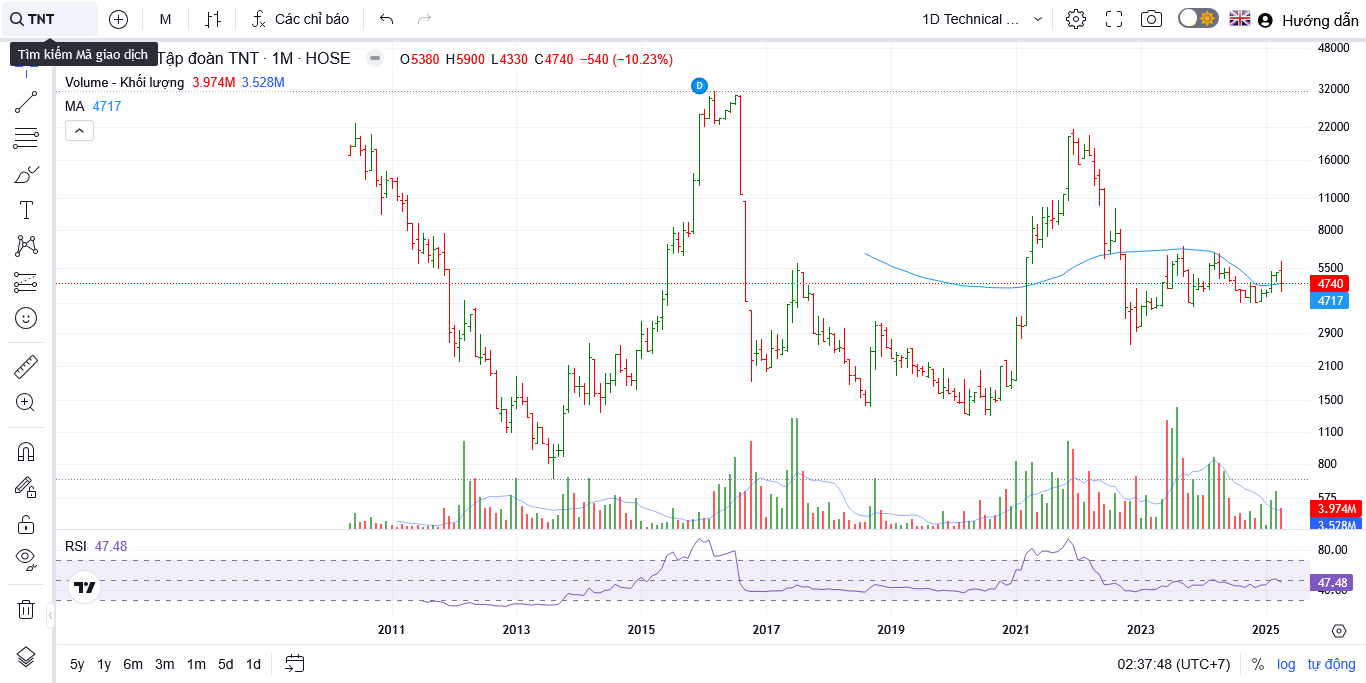 TNT
M
Các chỉ báo
1D Technical ...
Hướng dẫn
Tìm kiếm Mã giao dịch
Tập đoàn TNT · 1M · HOSE
O5380 H5900 L4330 C4740 −540 (−10.23%)
Volume - Khối lượng 3.974M 3.528M
MA 4717
D
48000
32000
22000
16000
11000
8000
5500
4740
4717
2900
2100
1500
1100
800
575
3.974M
3.528M
RSI 47.48
80.00
47.48
40.00
2011 2013 2015 2017 2019 2021 2023 2025
5y 1y 6m 3m 1m 5d 1d
02:37:48 (UTC+7) % log tự động